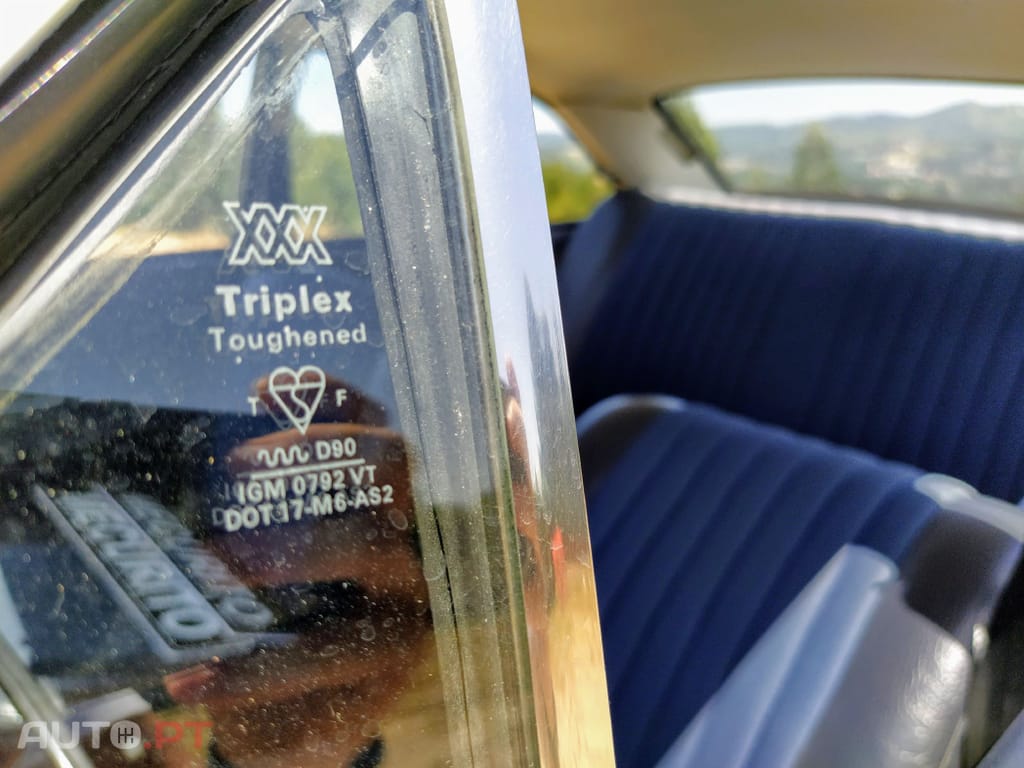 XXX
Triplex
Toughened
T F
D90
IGM 0792 VT
DOT 17-M6-AS2
AUTO.PT